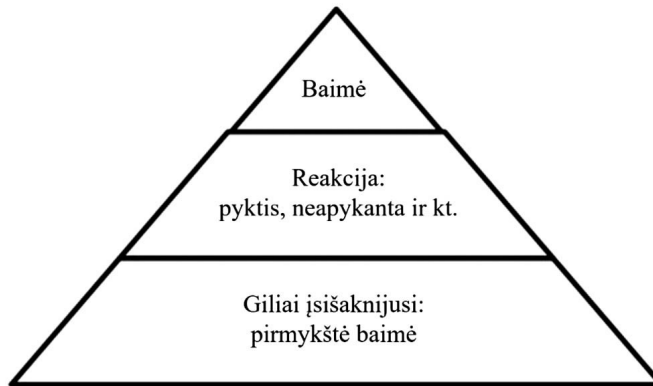 Baimė
Reakcija:
pyktis, neapykanta ir kt.
Giliai įsišaknijusi:
pirmykštė baimė